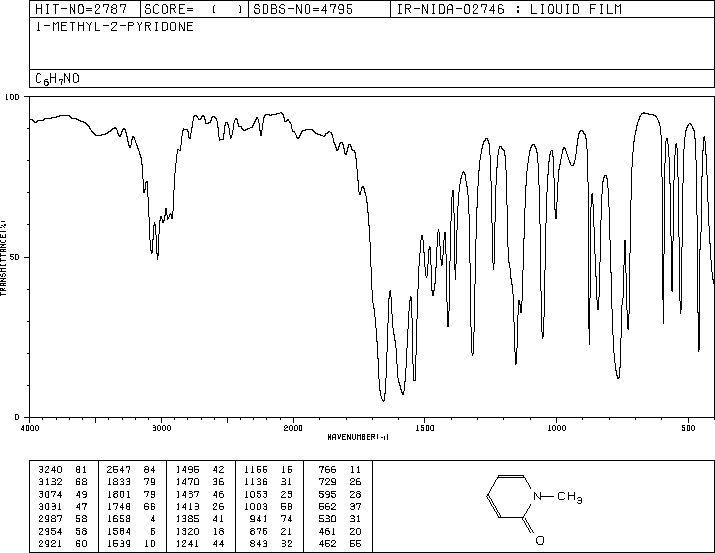 HIT-NO=2787 SCORE= ( ) SDBS-NO=4795 IR-NIDA-02746 : LIQUID FILM
1-METHYL-2-PYRIDONE
C6H7NO
100
50
0
TRANSMITTANCE(%)
4000 3000 2000 1500 1000 500
WAVENUMBER(-1)
3240 81 2547 84 1496 42 1156 16 766 11
3132 68 1833 79 1470 36 1136 31 729 26
3074 49 1801 79 1437 46 1053 23 595 28
3031 47 1748 66 1413 26 1003 58 562 37
2987 58 1658 4 1385 41 941 74 530 31
2954 58 1584 6 1320 18 876 21 461 20
2921 60 1539 10 1241 44 843 32 452 55
N CH3
O